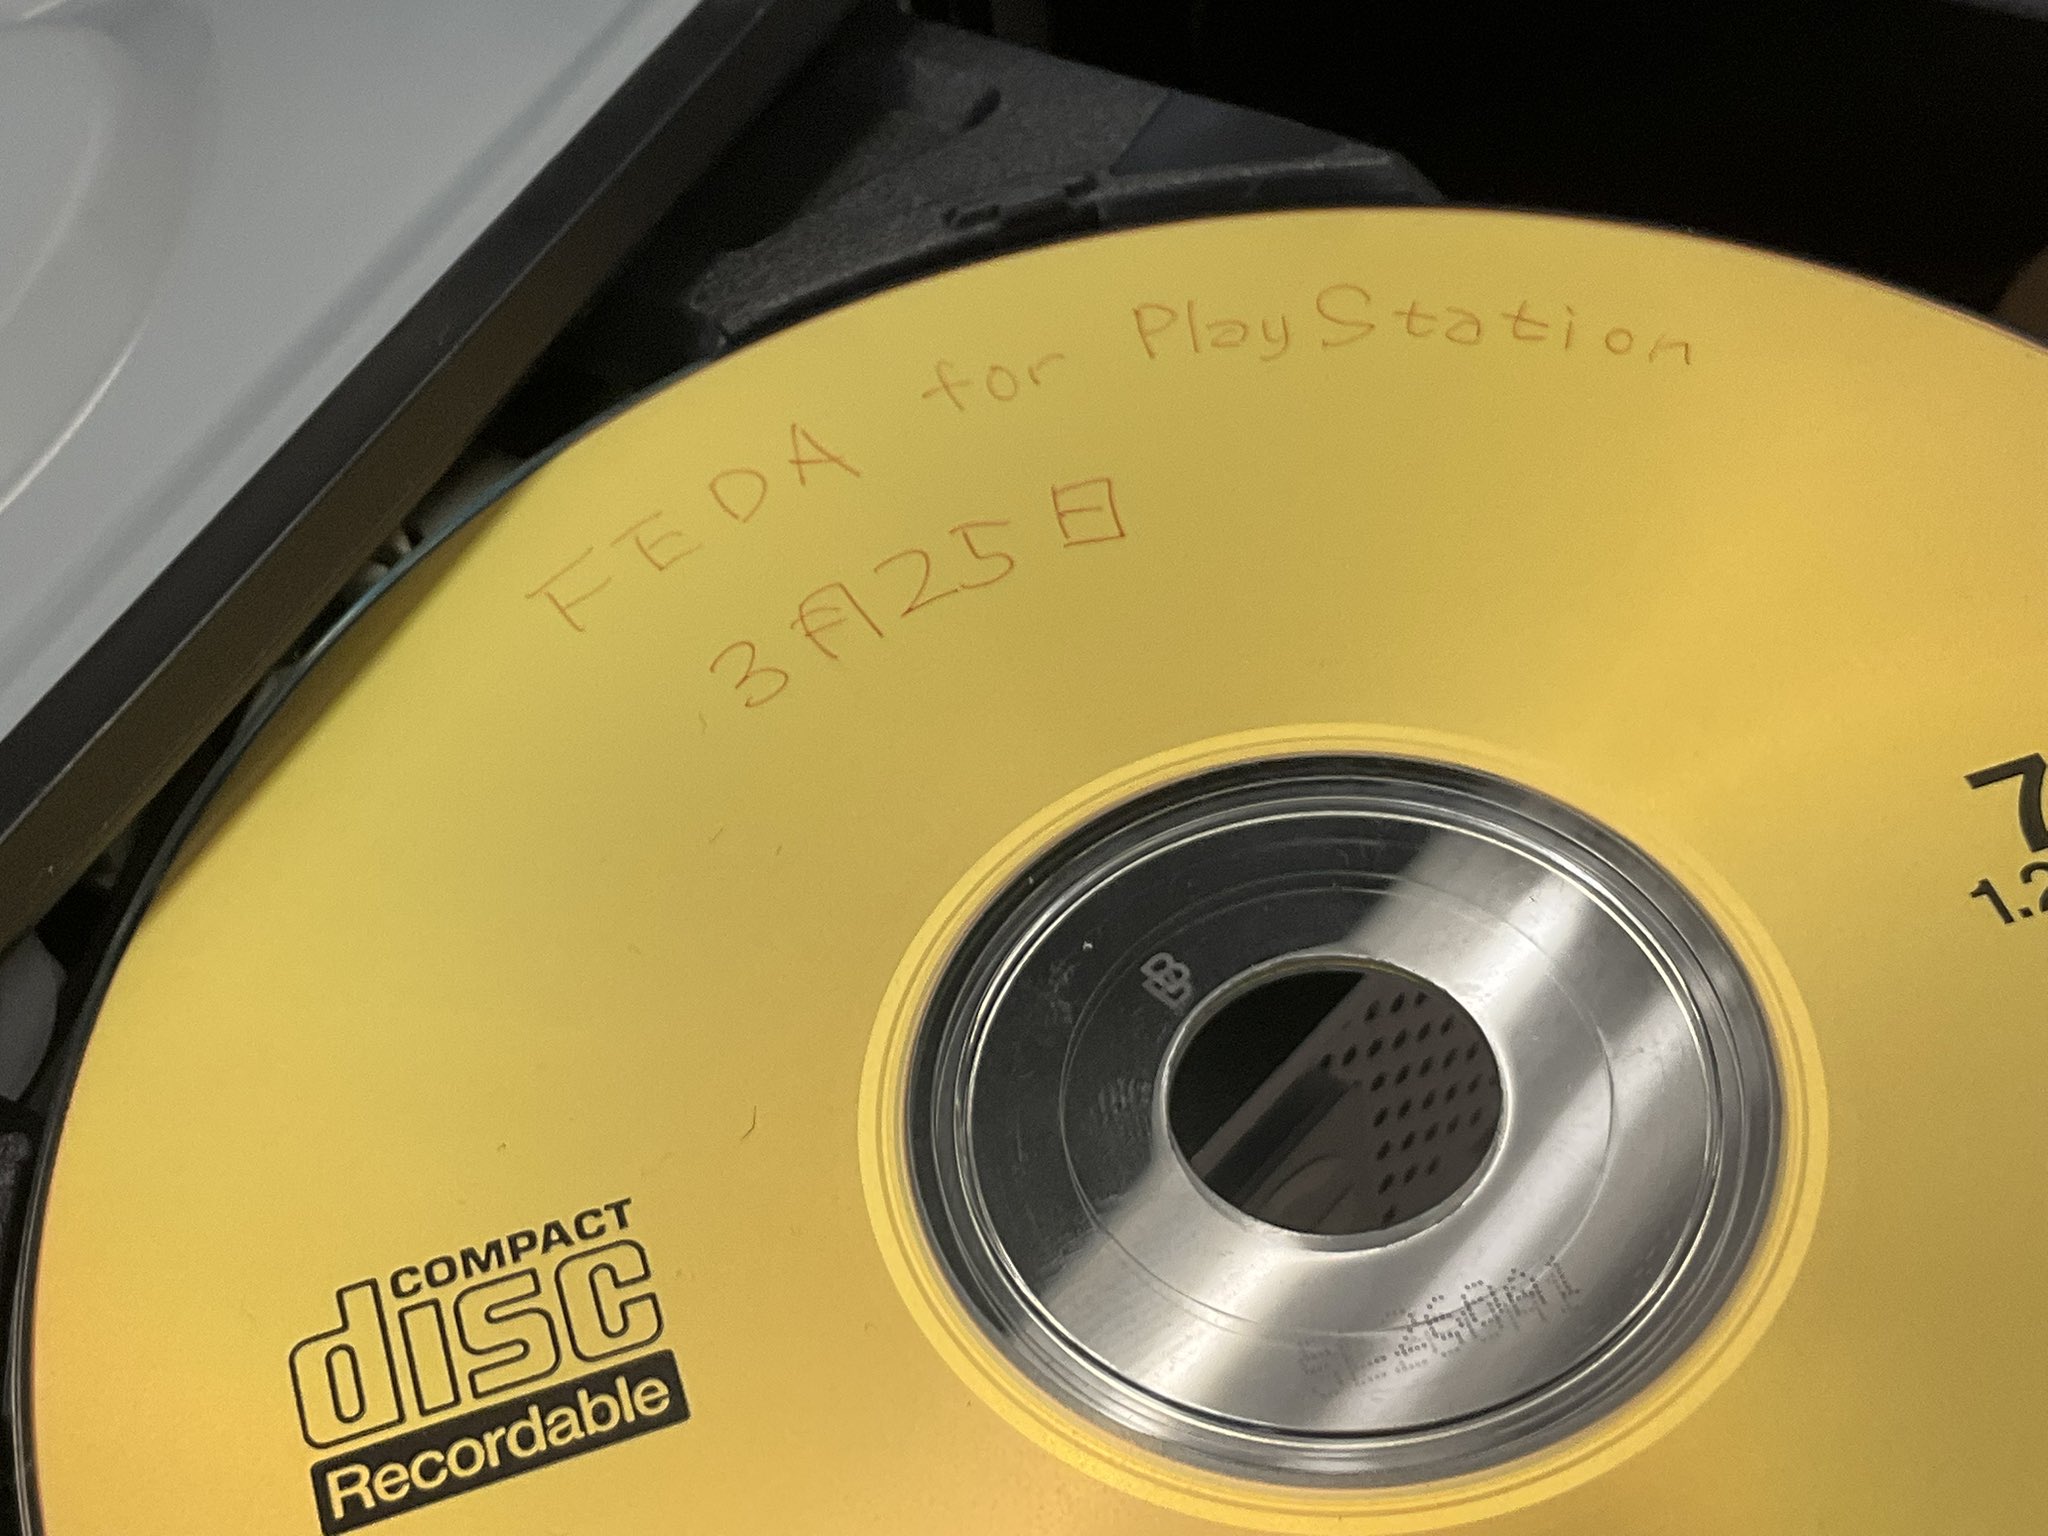 FEDA for PlayStation
3月25日
COMPACT
disc
Recordable